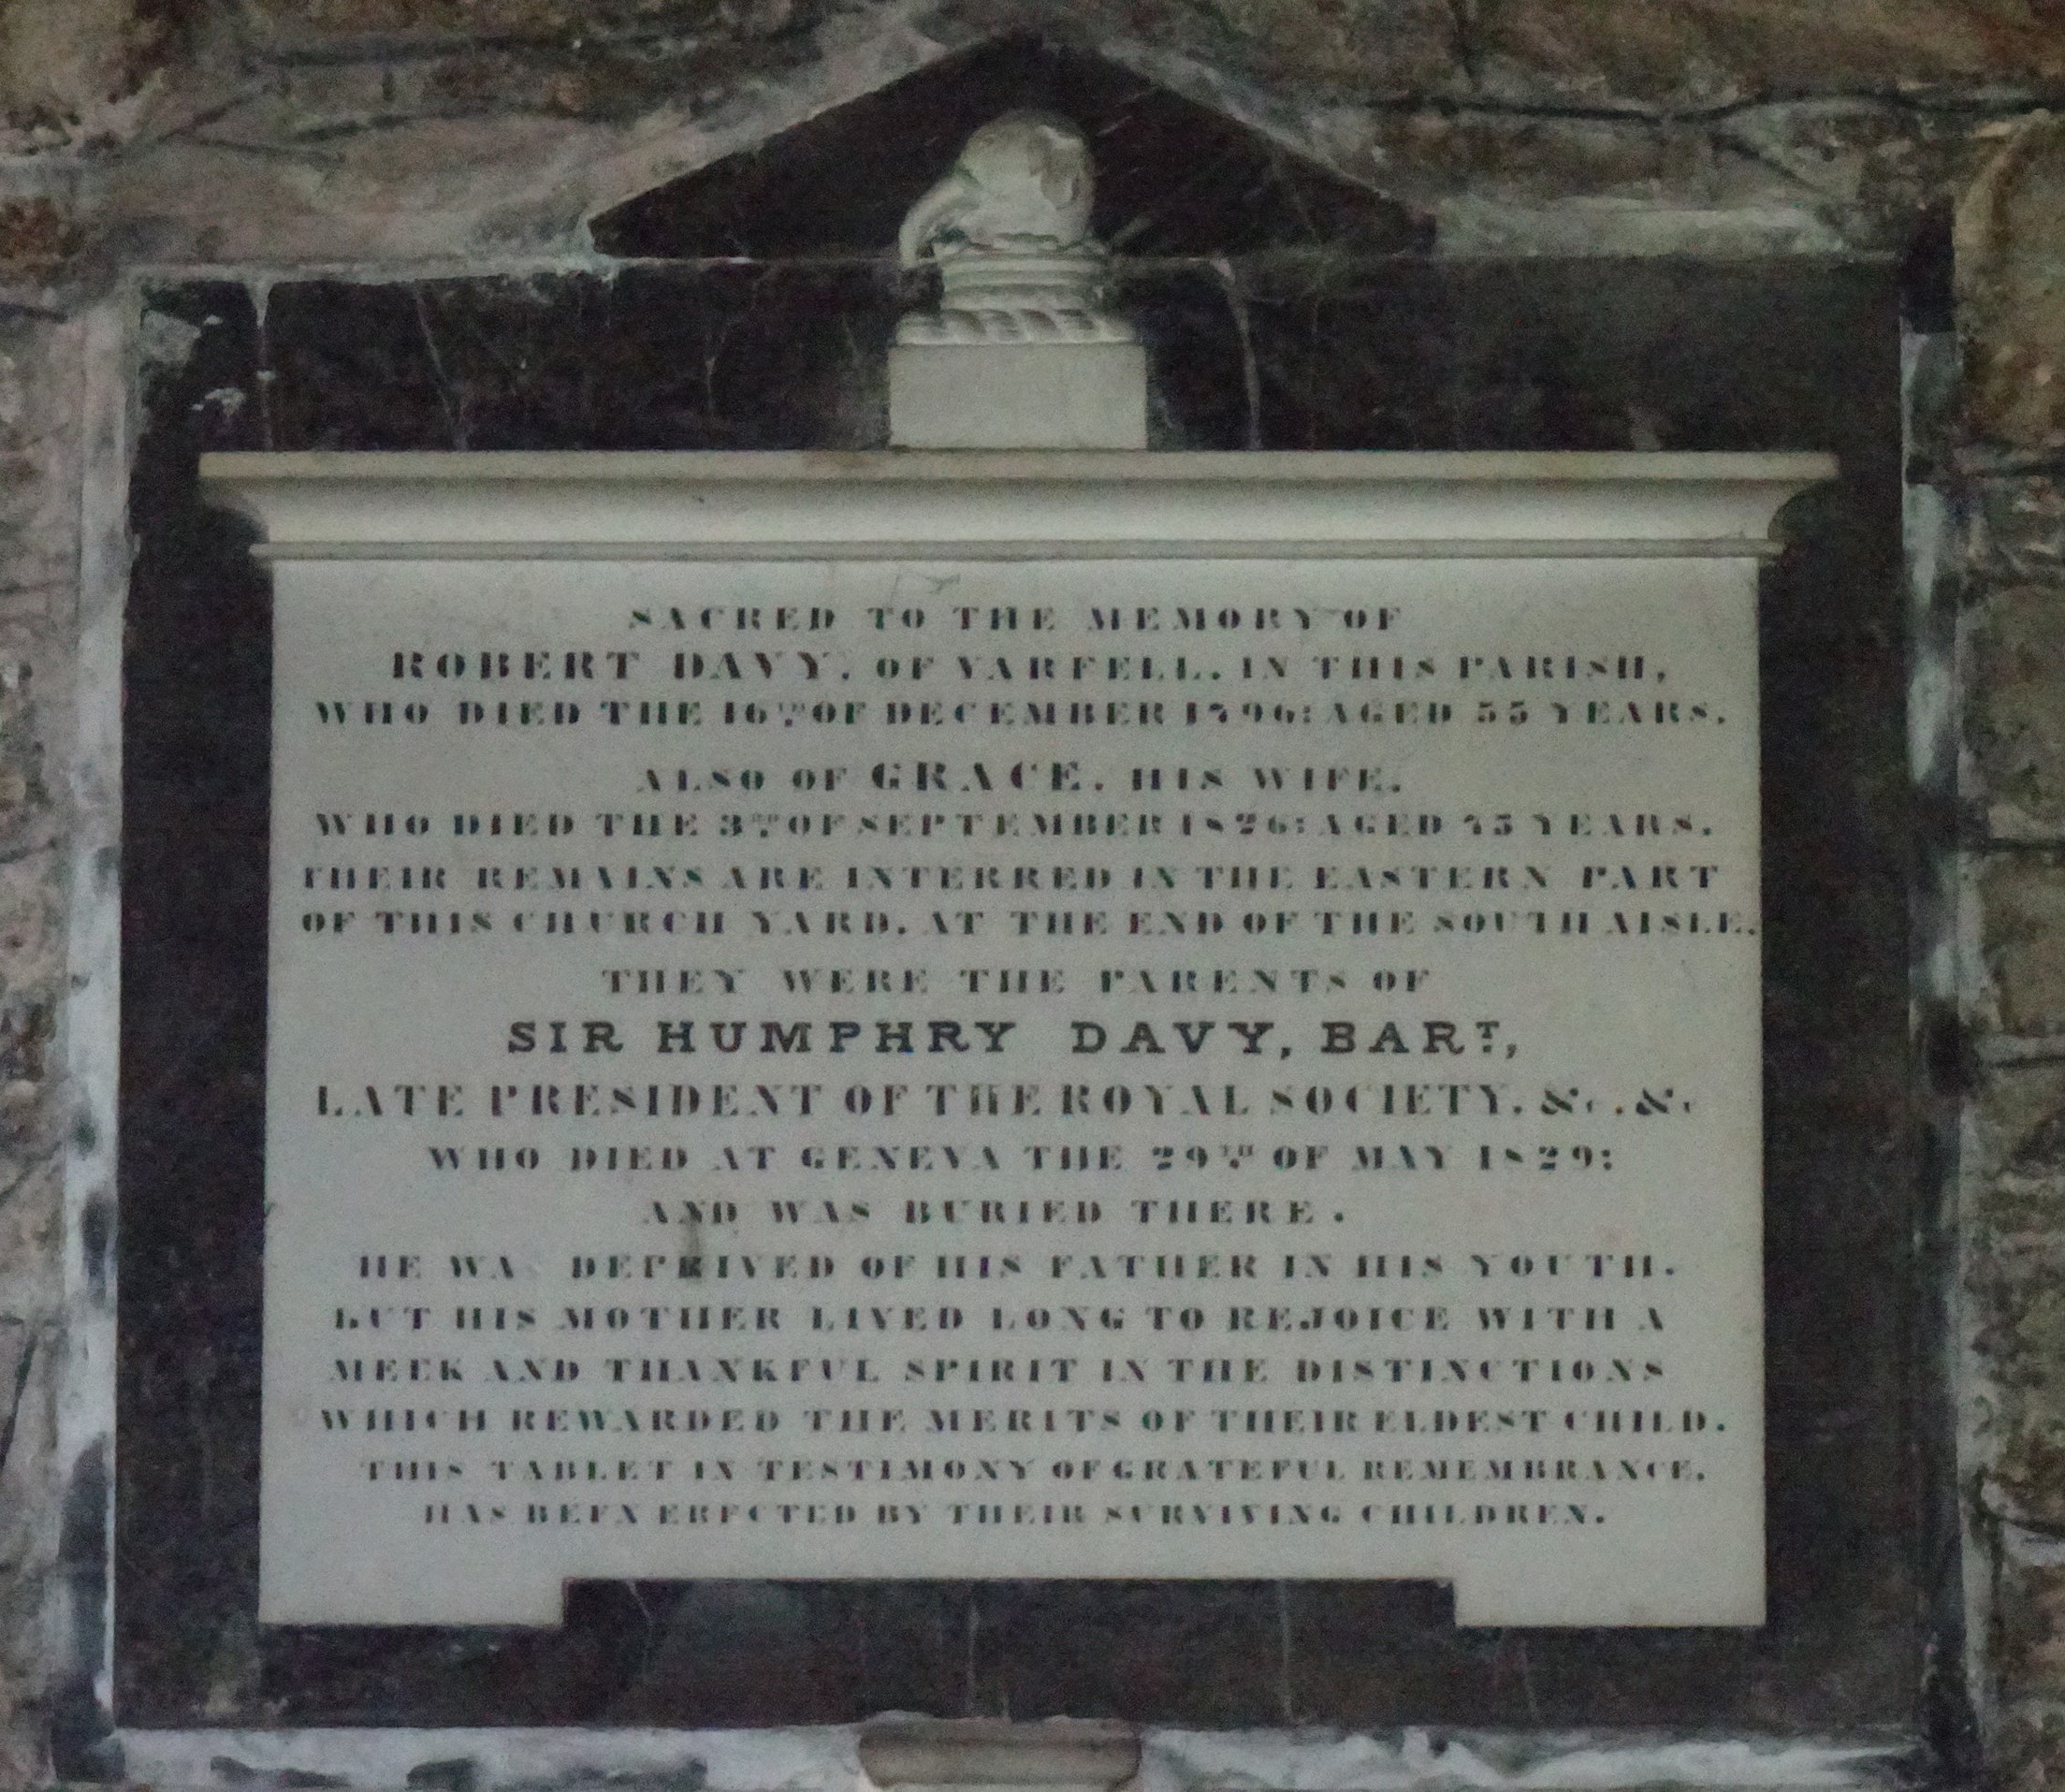 SACRED TO THE MEMORY OF
ROBERT DAVY, OF VARFELL, IN THIS PARISH,
WHO DIED THE 16TH OF DECEMBER 1796: AGED 55 YEARS.
ALSO OF GRACE, HIS WIFE,
WHO DIED THE 3RD OF SEPTEMBER 1826: AGED 75 YEARS.
THEIR REMAINS ARE INTERRED IN THE EASTERN PART
OF THIS CHURCH YARD, AT THE END OF THE SOUTH AISLE.
THEY WERE THE PARENTS OF
SIR HUMPHRY DAVY, BART,
LATE PRESIDENT OF THE ROYAL SOCIETY, &c. &c
WHO DIED AT GENEVA THE 29TH OF MAY 1829:
AND WAS BURIED THERE.
HE WA DEPRIVED OF HIS FATHER IN HIS YOUTH,
BUT HIS MOTHER LIVED LONG TO REJOICE WITH A
MEEK AND THANKFUL SPIRIT IN THE DISTINCTIONS
WHICH REWARDED THE MERITS OF THEIR ELDEST CHILD.
THIS TABLET IN TESTIMONY OF GRATEFUL REMEMBRANCE,
HAS BEEN ERECTED BY THEIR SURVIVING CHILDREN.